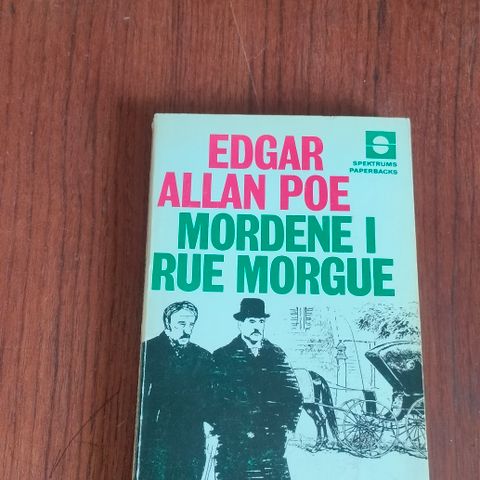 EDGAR
ALLAN POE
MORDENE I
RUE MORGUE
SPEKTRUMS
PAPERBACKS